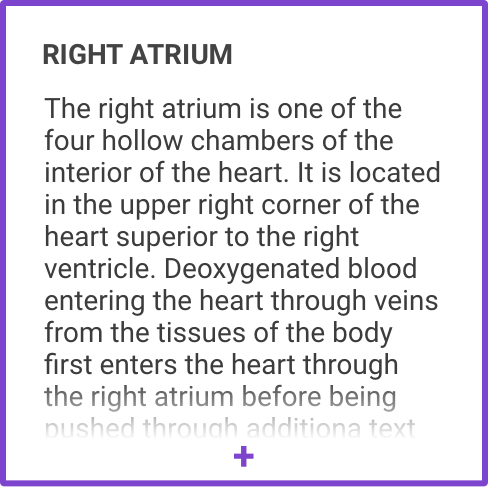 RIGHT ATRIUM
The right atrium is one of the
four hollow chambers of the
interior of the heart. It is located
in the upper right corner of the
heart superior to the right
ventricle. Deoxygenated blood
entering the heart through veins
from the tissues of the body
first enters the heart through
the right atrium before being
pushed through additiona text
+